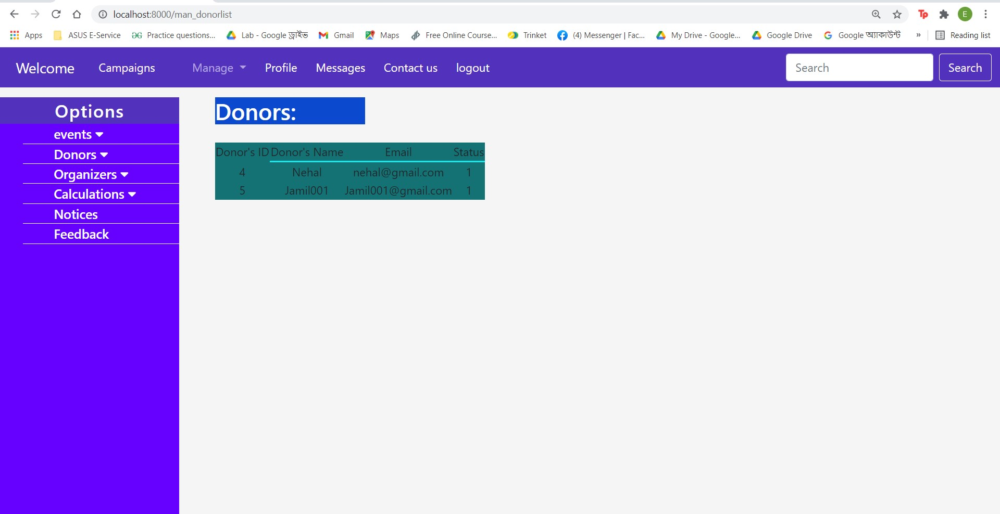 localhost:8000/man_donorlist
E
Apps ASUS E-Service Practice questions... Lab - Google ড্রাইভ Gmail Maps Free Online Course... Trinket (4) Messenger | Fac... My Drive - Google... Google Drive Google অ্যাকাউন্ট » Reading list
Welcome Campaigns Manage Profile Messages Contact us logout Search Search
Options
events
Donors
Organizers
Calculations
Notices
Feedback
Donors:
Donor's ID Donor's Name Email Status
4 Nehal nehal@gmail.com 1
5 Jamil001 Jamil001@gmail.com 1